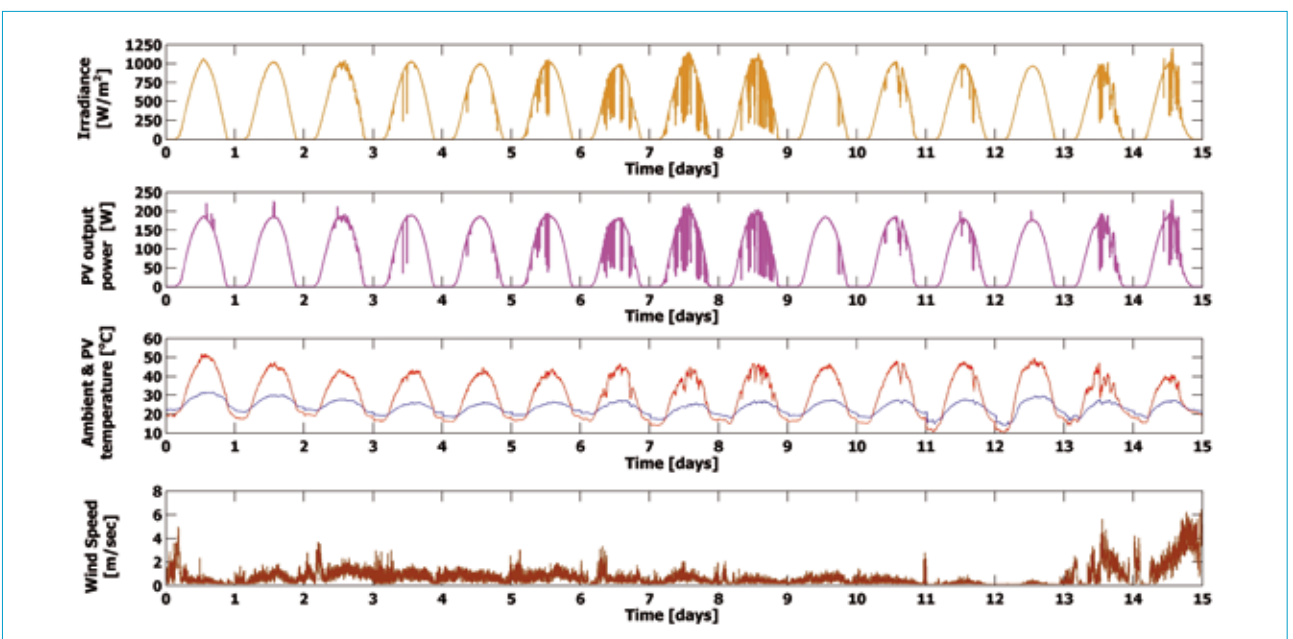 Irradiance
[W/m²]
1250
1000
750
500
250
0
0 1 2 3 4 5 6 7 8 9 10 11 12 13 14 15
Time [days]
PV output
power [W]
250
200
150
100
50
0
0 1 2 3 4 5 6 7 8 9 10 11 12 13 14 15
Time [days]
Ambient & PV
temperature [°C]
60
50
40
30
20
10
0 1 2 3 4 5 6 7 8 9 10 11 12 13 14 15
Time [days]
Wind Speed
[m/sec]
8
6
4
2
0
0 1 2 3 4 5 6 7 8 9 10 11 12 13 14 15
Time [days]